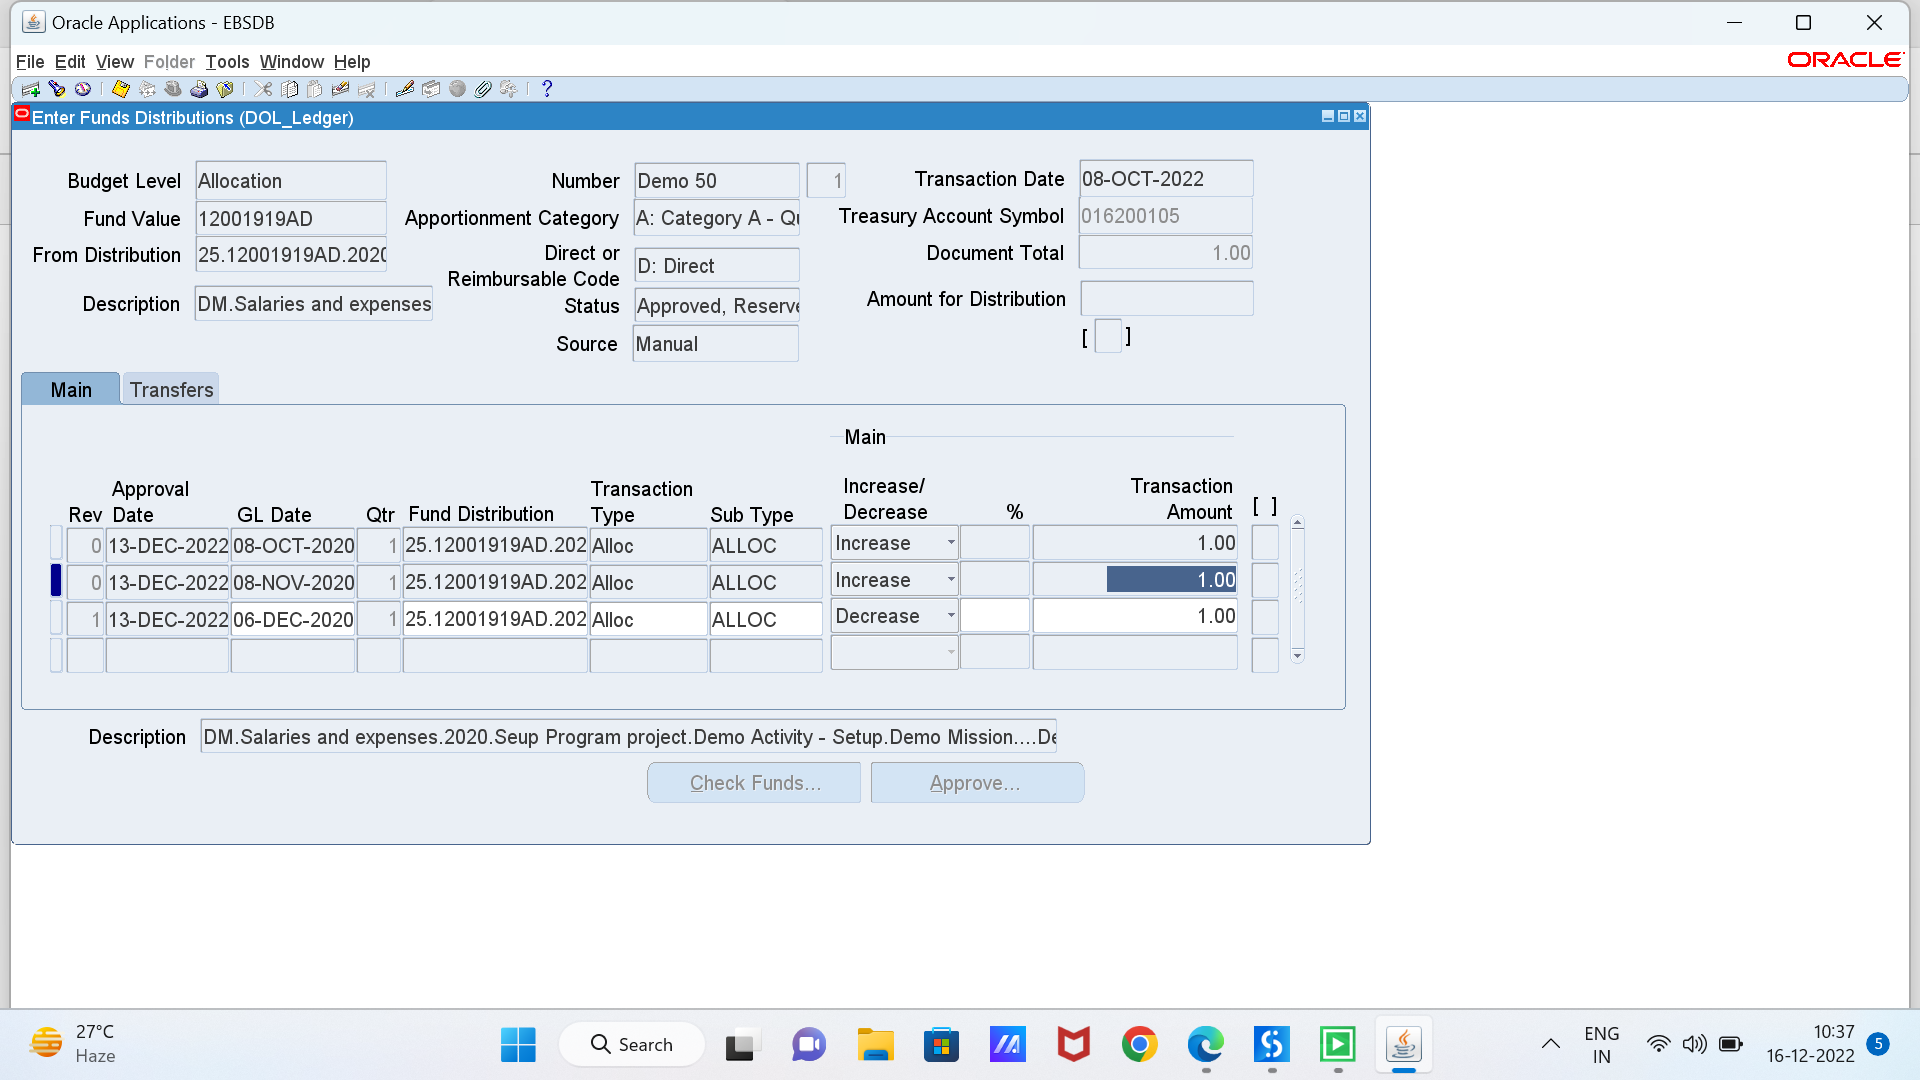 Oracle Applications - EBSDB
File Edit View Folder Tools Window Help
ORACLE
Enter Funds Distributions (DOL_Ledger)
Budget Level Allocation
Number Demo 50 1
Transaction Date 08-OCT-2022
Fund Value 12001919AD
Apportionment Category A: Category A - Qu
Treasury Account Symbol 016200105
From Distribution 25.12001919AD.2020
Direct or Reimbursable Code D: Direct
Document Total 1.00
Description DM.Salaries and expenses
Status Approved, Reserve
Amount for Distribution
[ ]
Source Manual
Main Transfers
Main
Rev Approval Date GL Date Qtr Fund Distribution Transaction Type Sub Type Increase/ Decrease % Transaction Amount [ ]
0 13-DEC-2022 08-OCT-2020 1 25.12001919AD.202 Alloc ALLOC Increase 1.00
0 13-DEC-2022 08-NOV-2020 1 25.12001919AD.202 Alloc ALLOC Increase 1.00
1 13-DEC-2022 06-DEC-2020 1 25.12001919AD.202 Alloc ALLOC Decrease 1.00
Description DM.Salaries and expenses.2020.Seup Program project.Demo Activity - Setup.Demo Mission....De
Check Funds... Approve...
27°C
Haze
Search
ENG
IN
10:37
16-12-2022
5